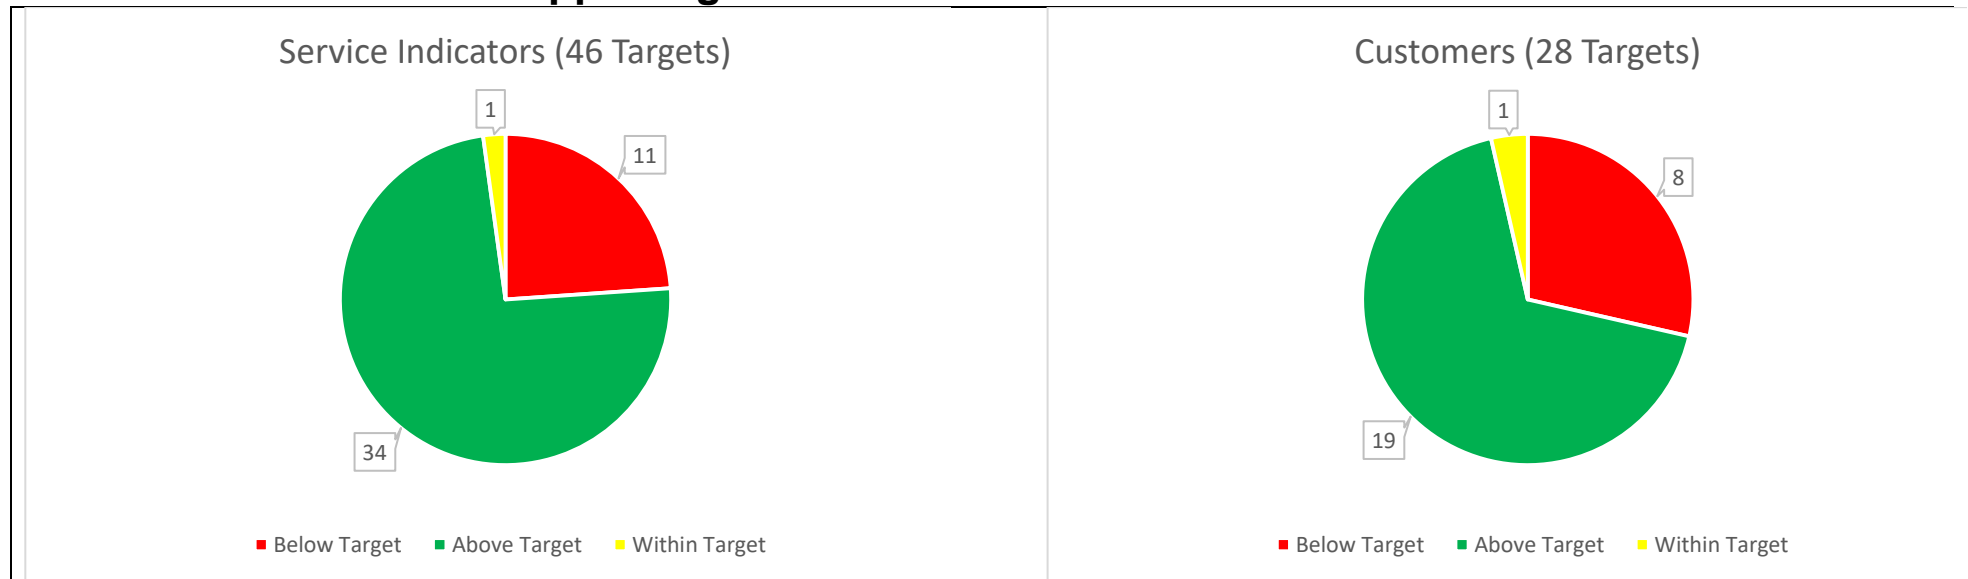 Service Indicators (46 Targets)
1
11
34
Below Target Above Target Within Target
Customers (28 Targets)
1
8
19
Below Target Above Target Within Target